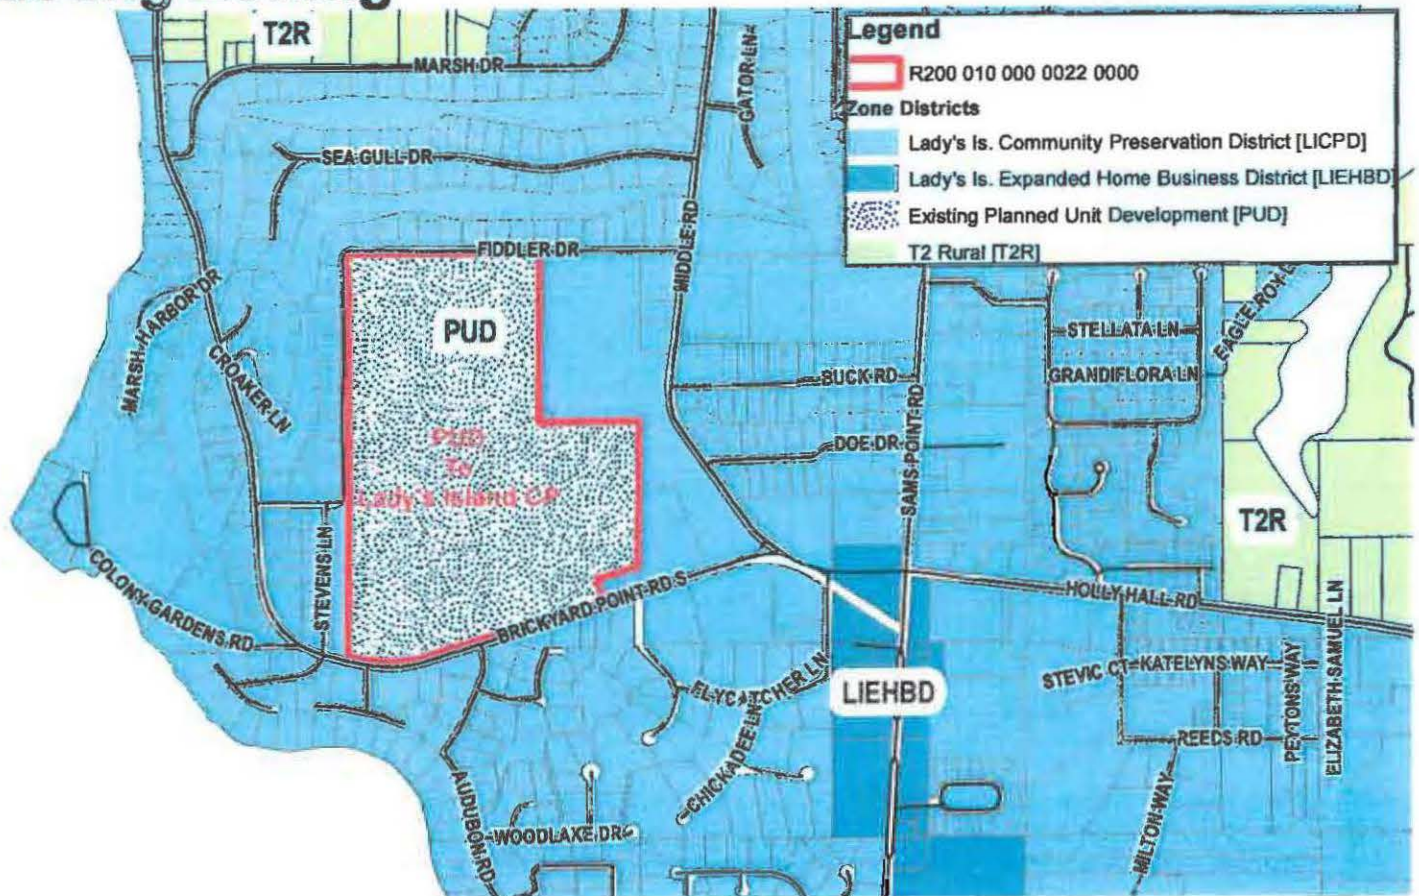 T2R
MARSH DR
GATOR LN
Legend
R200 010 000 0022 0000
Zone Districts
Lady's Is. Community Preservation District [LICPD]
Lady's Is. Expanded Home Business District [LIEHBD]
Existing Planned Unit Development [PUD]
T2 Rural [T2R]
SEA GULL DR
MIDDLE RD
FIDDLER DR
MARSH HARBOR DR
CROAKER LN
PUD
STELLATA LN
EAGLE ROY
GRANDIFLORA LN
BUCK RD
DOE DR
SAMS POINT RD
PUD
To
Lady's Island CP
T2R
STEVENS LN
COLONY GARDENS RD
BRICKYARD POINT RD S
HOLLY HALL RD
FLYCATCHER LN
LIEHBD
STEVIC CT
KATELYNS WAY
PEYTONS WAY
ELIZABETH SAMUEL LN
REEDS RD
CHICKADEE LN
AUDUBON RD
WOODLAKE DR
MILTON WAY